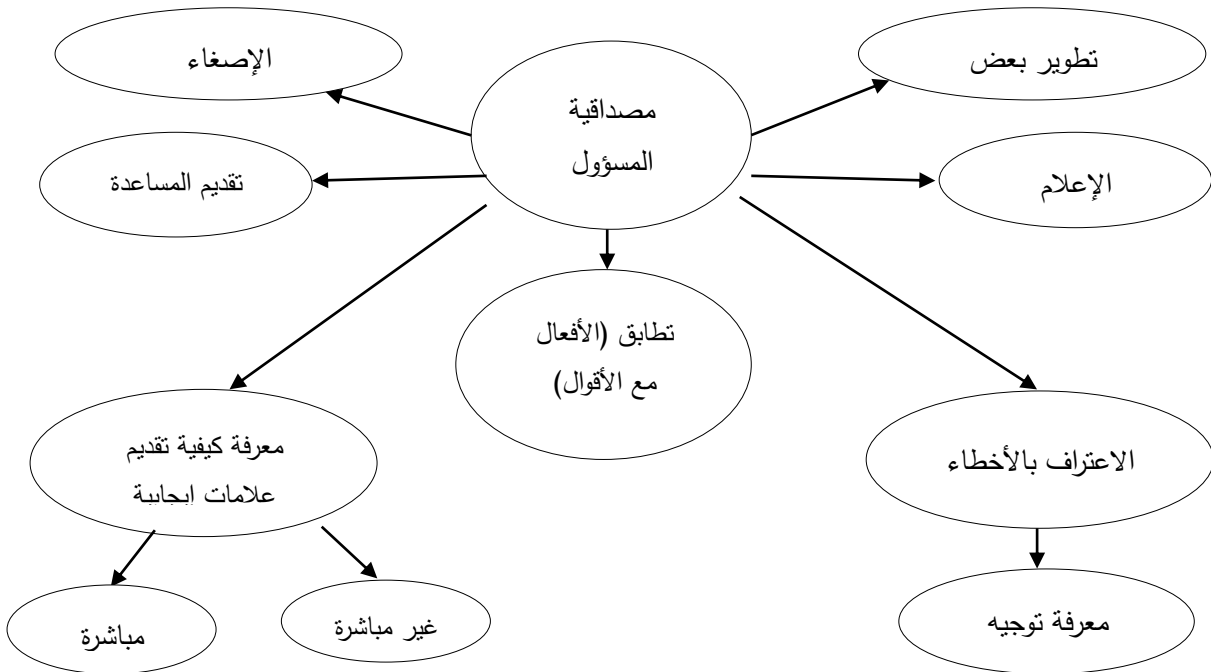 تطوير بعض
مصداقية
المسؤول
الإصغاء
الإعلام
تقديم المساعدة
تطابق (الأفعال
مع الأقوال)
الاعتراف بالأخطاء
معرفة كيفية تقديم
علامات إيجابية
معرفة توجيه
غير مباشرة
مباشرة